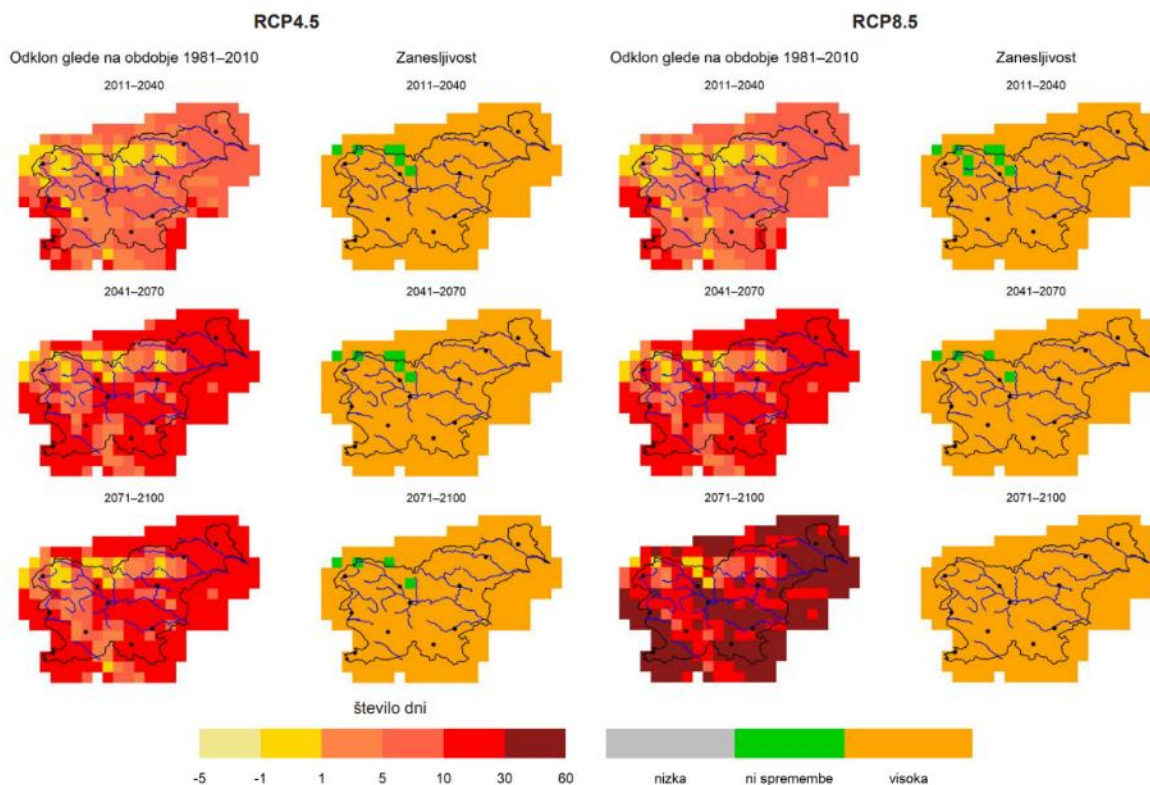 RCP4.5
RCP8.5
Odklon glede na obdobje 1981–2010
Zanesljivost
Odklon glede na obdobje 1981–2010
Zanesljivost
2011–2040
2011–2040
2011–2040
2011–2040
2041–2070
2041–2070
2041–2070
2041–2070
2071–2100
2071–2100
2071–2100
2071–2100
število dni
-5 -1 1 5 10 30 60
nizka ni spremembe visoka